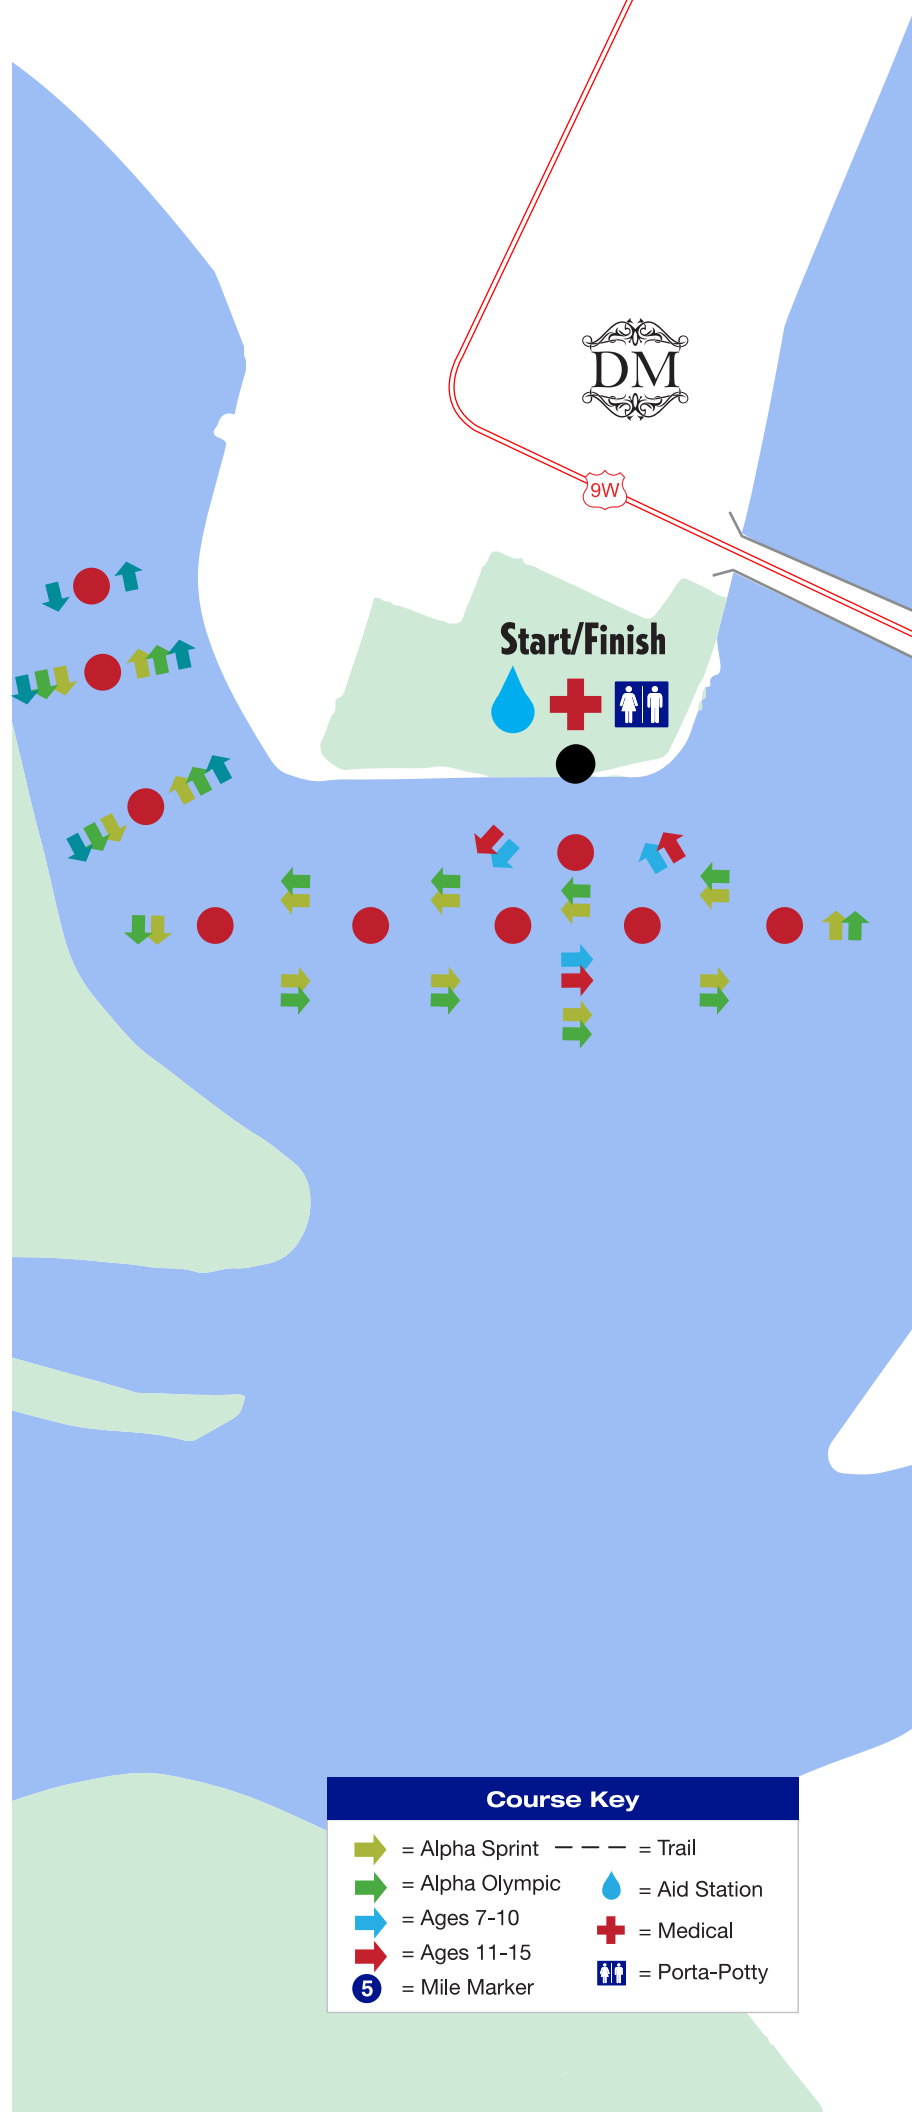 DM
9W
Start/Finish
Course Key
= Alpha Sprint
= Alpha Olympic
= Ages 7-10
= Ages 11-15
5 = Mile Marker
= Trail
= Aid Station
= Medical
= Porta-Potty